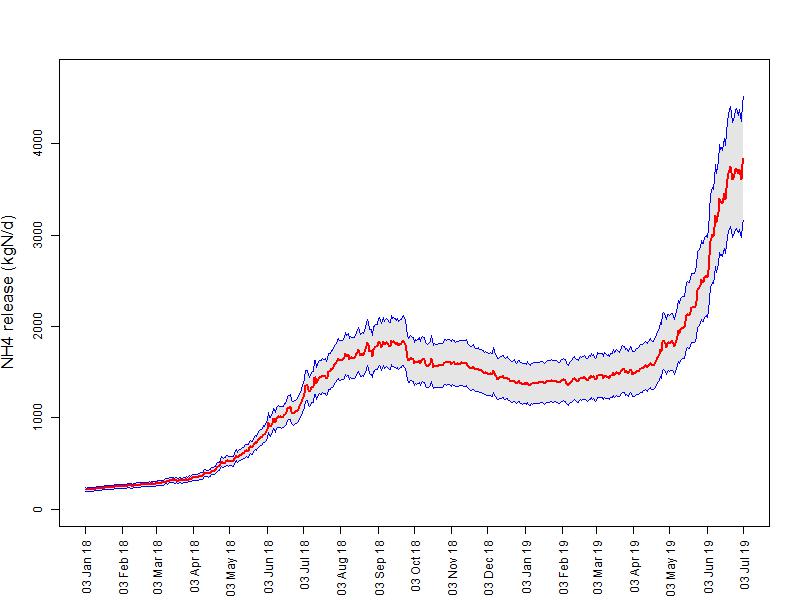 NH4 release (kgN/d)
4000
3000
2000
1000
0
03 Jan 18
03 Feb 18
03 Mar 18
03 Apr 18
03 May 18
03 Jun 18
03 Jul 18
03 Aug 18
03 Sep 18
03 Oct 18
03 Nov 18
03 Dec 18
03 Jan 19
03 Feb 19
03 Mar 19
03 Apr 19
03 May 19
03 Jun 19
03 Jul 19